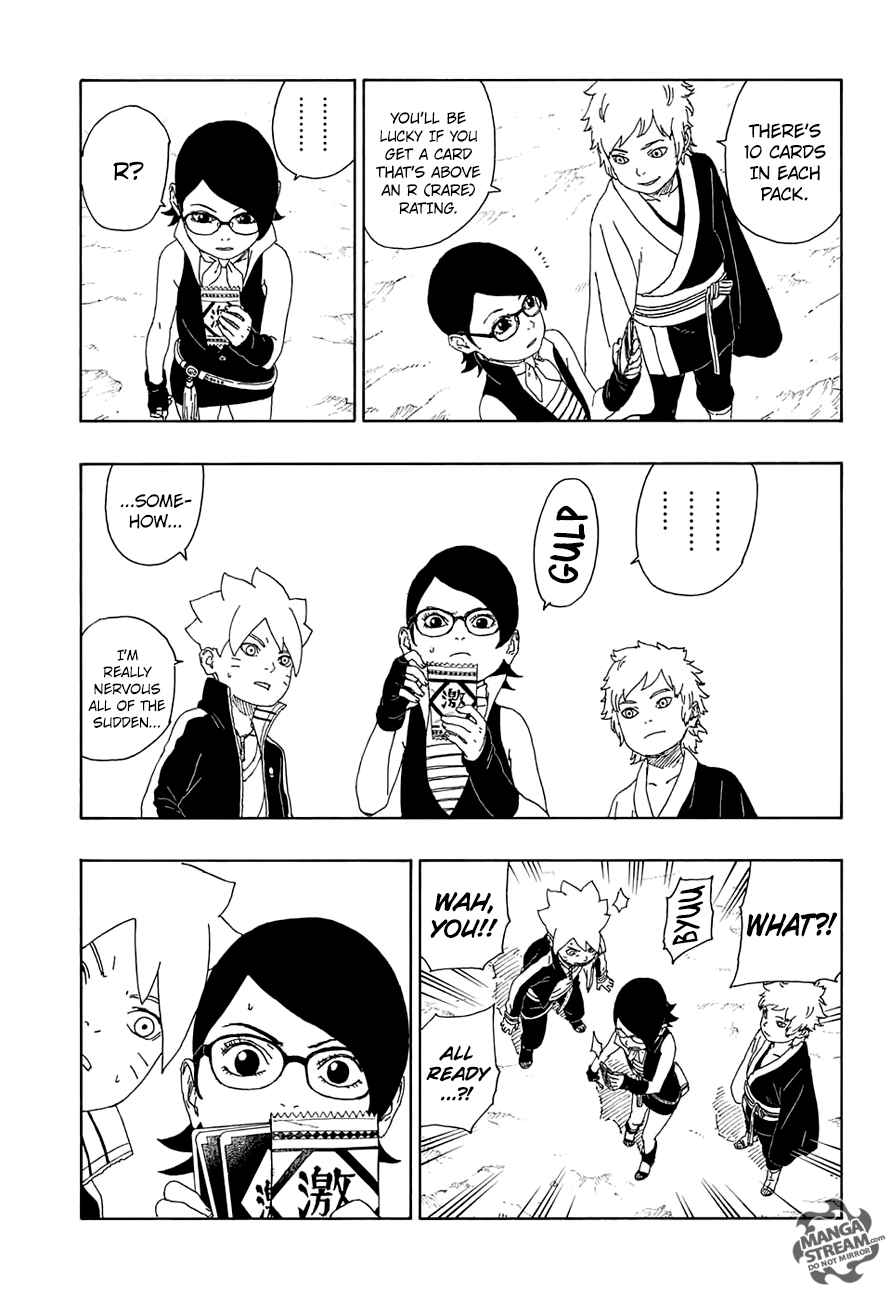 THERE'S
10 CARDS
IN EACH
PACK.
YOU'LL BE
LUCKY IF YOU
GET A CARD
THAT'S ABOVE
AN R (RARE)
RATING.
R?
GULP
...SOME-
HOW...
I'M
REALLY
NERVOUS
ALL OF THE
SUDDEN...
激
WHAT?!
BYUU
WAH,
YOU!!
ALL
READY
...?!
激
MANGA
STREAM.com
DO NOT MIRROR